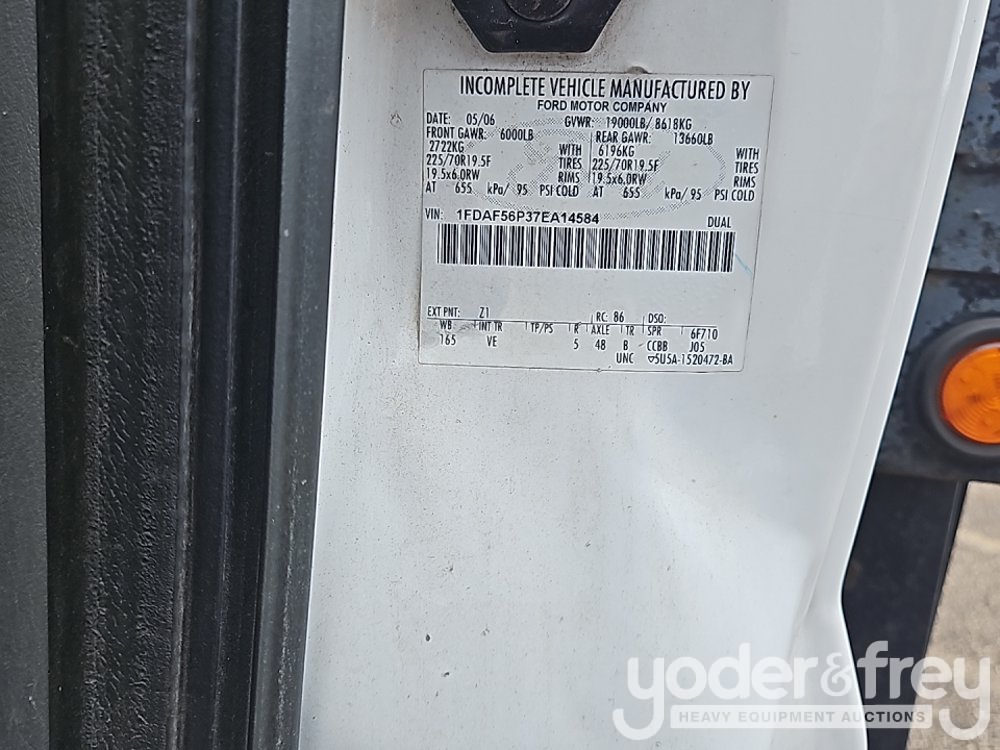 INCOMPLETE VEHICLE MANUFACTURED BY
FORD MOTOR COMPANY
DATE: 05/06 GVWR: 19000LB/ 8618KG
FRONT GAWR: 6000LB REAR GAWR: 13660LB
2722KG WITH 6196KG WITH
225/70R19.5F TIRES 225/70R19.5F TIRES
19.5x6.0RW RIMS 19.5x6.0RW RIMS
AT 655 kPa/ 95 PSI COLD AT 655 kPa/ 95 PSI COLD
VIN: 1FDAF56P37EA14584 DUAL
EXT PNT: Z1 RC: 86 DSO:
WB INT TR TP/PS R AXLE TR SPR 6F710
165 VE 5 48 B CCBB J05
UNC ▽5U5A-1520472-BA
yoder&frey
HEAVY EQUIPMENT AUCTIONS